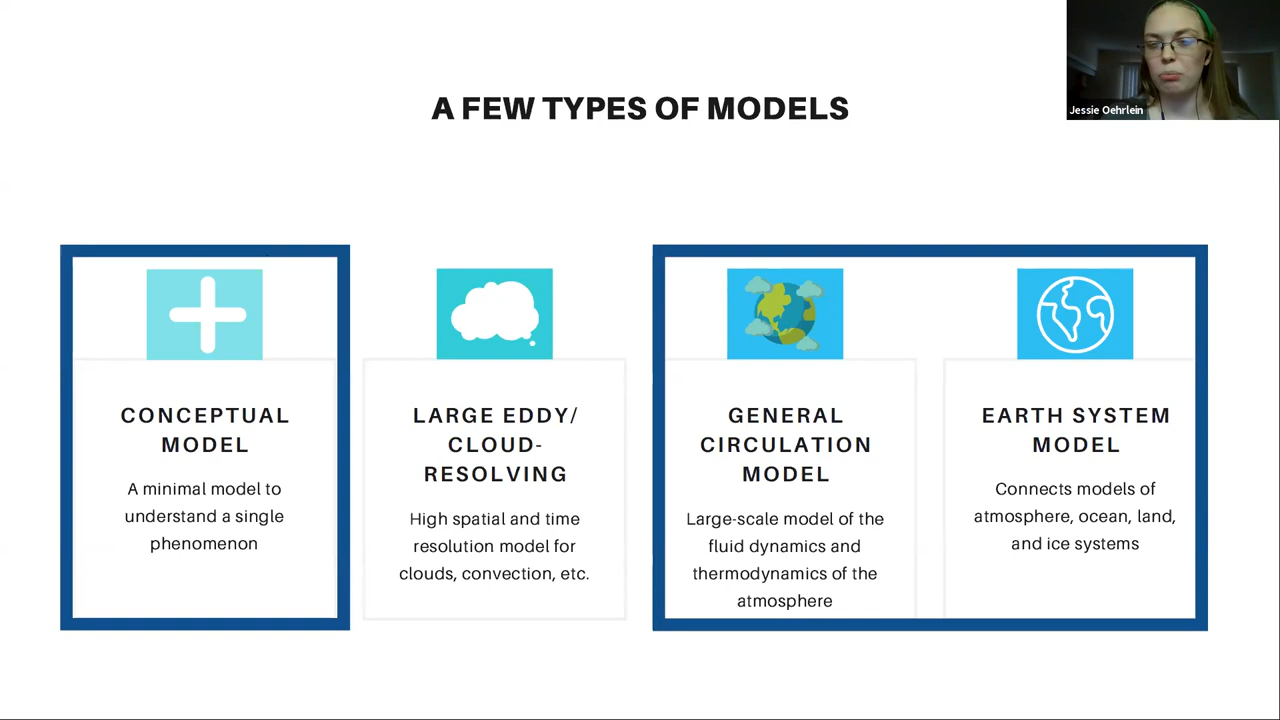 Jessie Oehrlein
A FEW TYPES OF MODELS
CONCEPTUAL
MODEL
A minimal model to
understand a single
phenomenon
LARGE EDDY/
CLOUD-
RESOLVING
High spatial and time
resolution model for
clouds, convection, etc.
GENERAL
CIRCULATION
MODEL
Large-scale model of the
fluid dynamics and
thermodynamics of the
atmosphere
EARTH SYSTEM
MODEL
Connects models of
atmosphere, ocean, land,
and ice systems